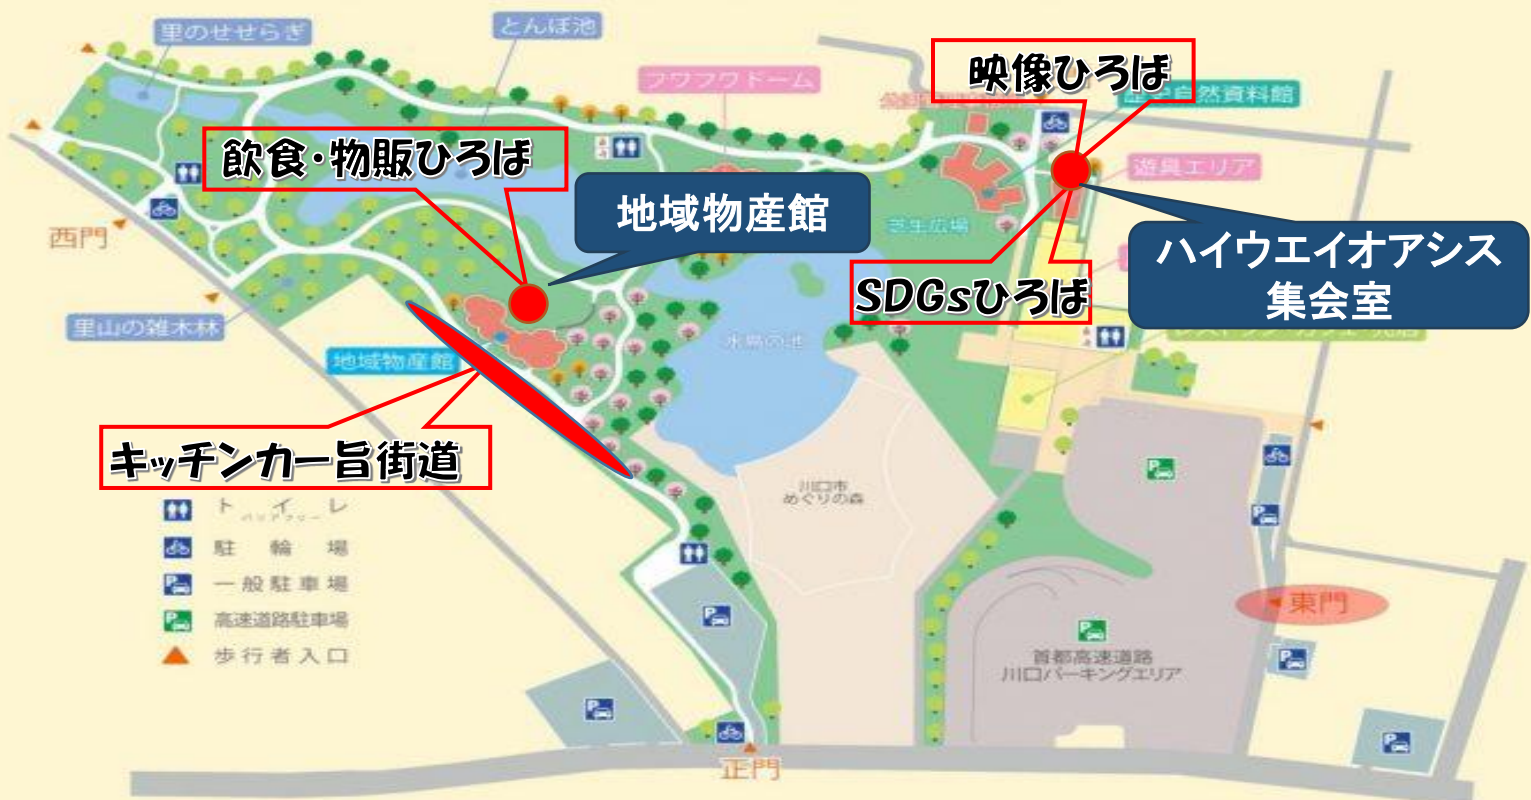 里のせせらぎ
とんぼ池
フワフワドーム
映像ひろば
自然資料館
飲食・物販ひろば
地域物産館
遊具エリア
芝生広場
西門
ハイウエイオアシス
集会室
SDGsひろば
里山の雑木林
水鳥の池
地域物産館
キッチンカー旨街道
川口市
めぐりの森
トイレ
バリアフリー
駐輪場
一般駐車場
高速道路駐車場
歩行者入口
東門
首都高速道路
川口パーキングエリア
正門